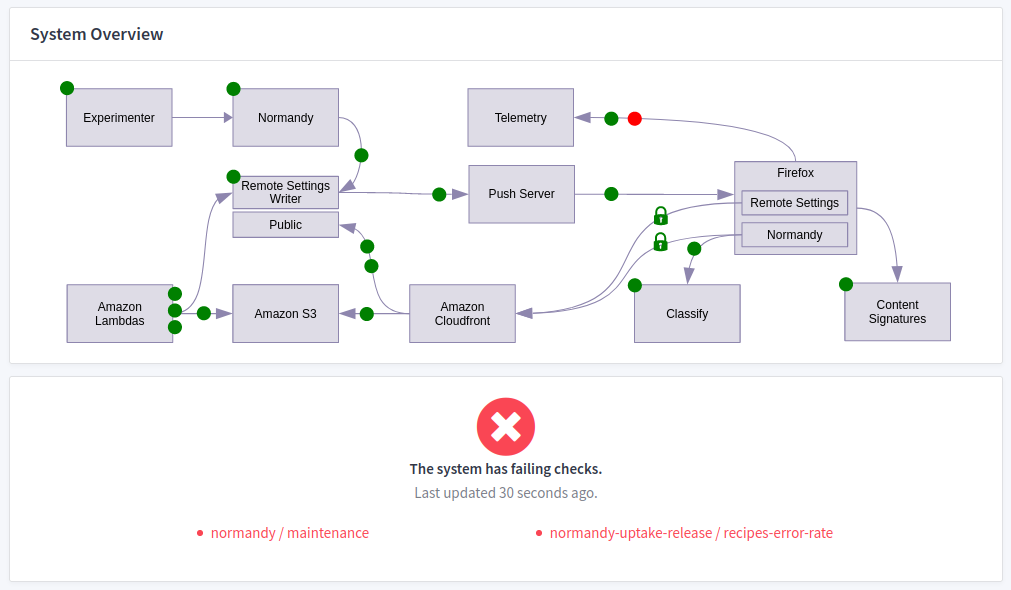 System Overview
Experimenter
Normandy
Telemetry
Firefox
Remote Settings
Normandy
Remote Settings
Writer
Public
Push Server
Amazon
Lambdas
Amazon S3
Amazon
Cloudfront
Classify
Content
Signatures
The system has failing checks.
Last updated 30 seconds ago.
normandy / maintenance
normandy-uptake-release / recipes-error-rate